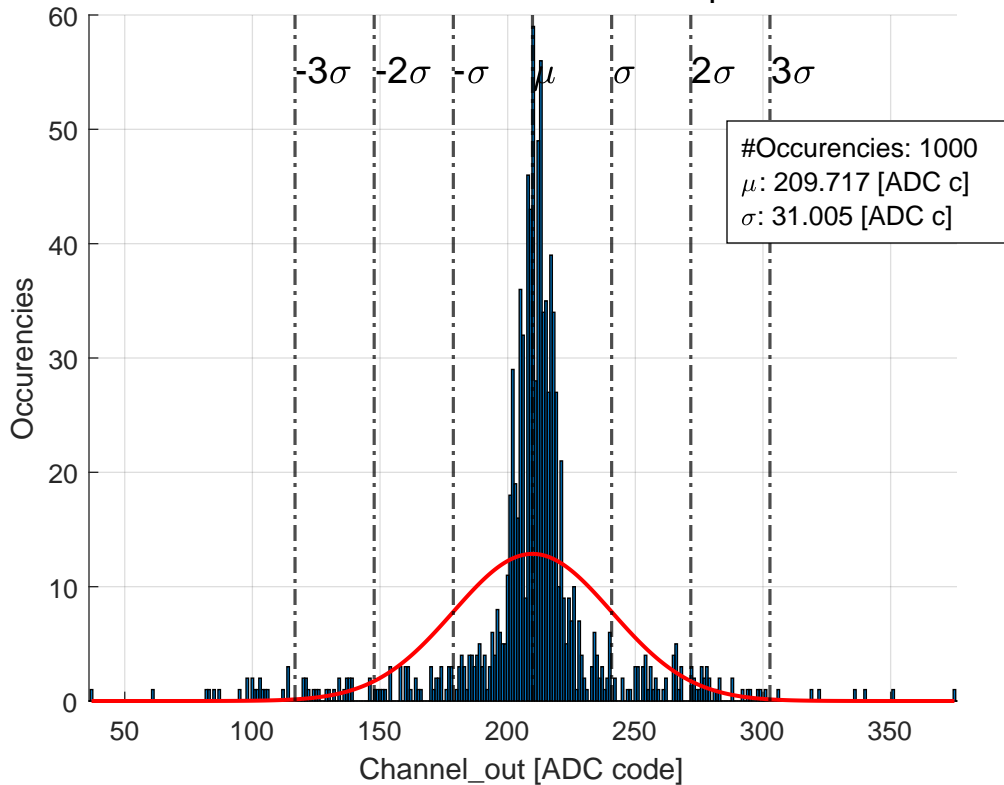 60
50
40
30
20
10
0
Occurencies
-3σ -2σ -σ μ σ 2σ 3σ
#Occurencies: 1000
μ: 209.717 [ADC c]
σ: 31.005 [ADC c]
50 100 150 200 250 300 350
Channel_out [ADC code]